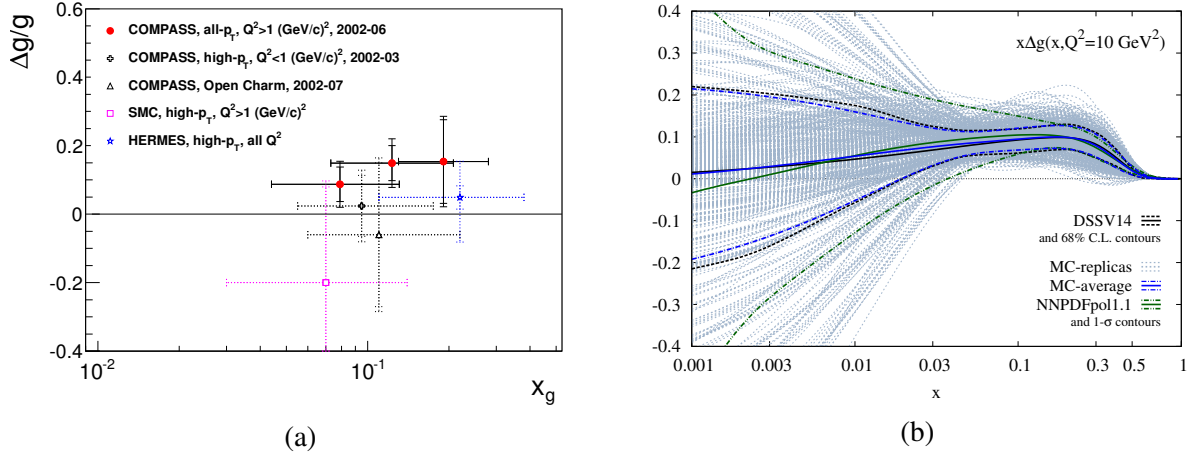 Δg/g
0.6
0.4
0.2
0
-0.2
0.4
COMPASS, all-p_T, Q²>1 (GeV/c)², 2002-06
COMPASS, high-p_T, Q²<1 (GeV/c)², 2002-03
COMPASS, Open Charm, 2002-07
SMC, high-p_T, Q²>1 (GeV/c)²
HERMES, high-p_T, all Q²
10⁻²
10⁻¹
x_g
(a)
0.4
0.3
0.2
0.1
0
-0.1
-0.2
-0.3
-0.4
xΔg(x,Q²=10 GeV²)
DSSV14
and 68% C.L. contours
MC-replicas
MC-average
NNPDFpol1.1
and 1-σ contours
0.001 0.003 0.01 0.03 0.1 0.3 0.5 1
x
(b)